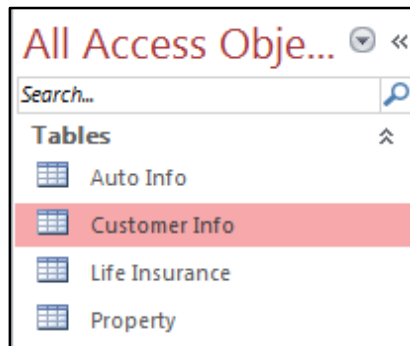 All Access Obje...
Search...
Tables
Auto Info
Customer Info
Life Insurance
Property